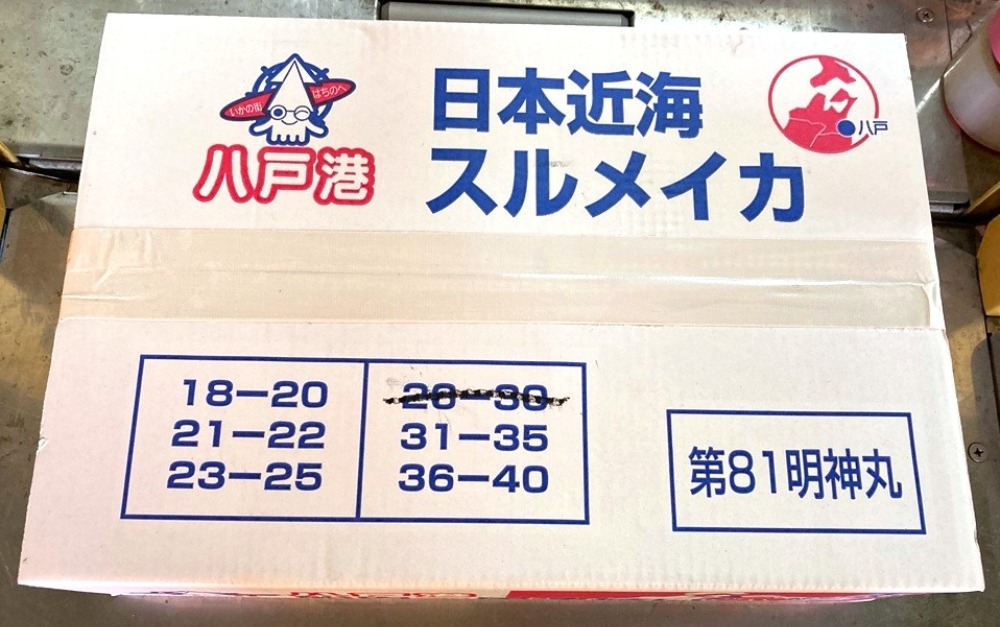 いかの街
はちのへ
八戸港
日本近海
スルメイカ
八戸
18－20
21－22
23－25
26－30
31－35
36－40
第81明神丸